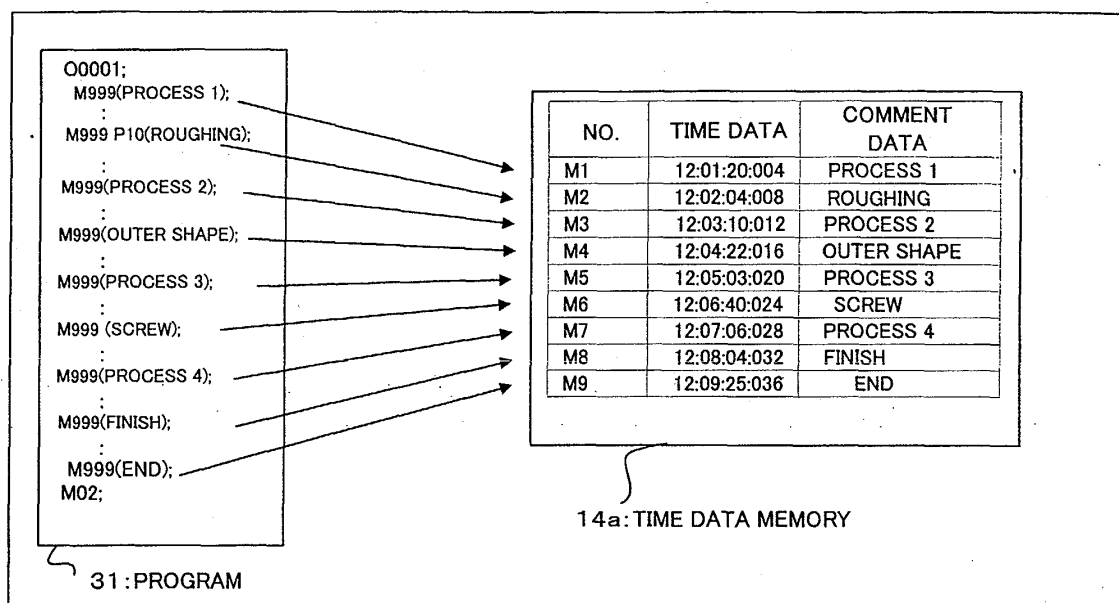 O0001;
M999(PROCESS 1);
:
M999 P10(ROUGHING);
:
M999(PROCESS 2);
:
M999(OUTER SHAPE);
:
M999(PROCESS 3);
:
M999 (SCREW);
:
M999(PROCESS 4);
:
M999(FINISH);
:
M999(END);
M02;
31:PROGRAM
NO. TIME DATA COMMENT DATA
M1 12:01:20:004 PROCESS 1
M2 12:02:04:008 ROUGHING
M3 12:03:10:012 PROCESS 2
M4 12:04:22:016 OUTER SHAPE
M5 12:05:03:020 PROCESS 3
M6 12:06:40:024 SCREW
M7 12:07:06:028 PROCESS 4
M8 12:08:04:032 FINISH
M9 12:09:25:036 END
14a:TIME DATA MEMORY